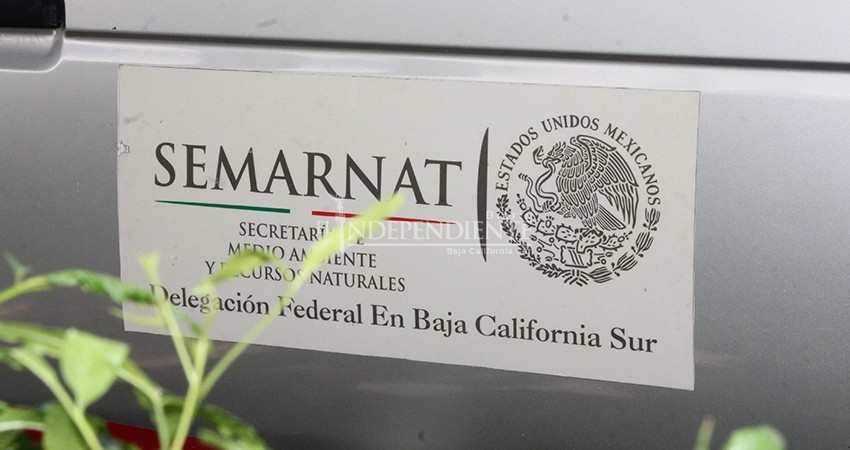 SEMARNAT
SECRETARÍA DE
MEDIO AMBIENTE
Y RECURSOS NATURALES
Delegación Federal En Baja California Sur
ESTADOS UNIDOS MEXICANOS
INDEPENDIENTE
Baja California